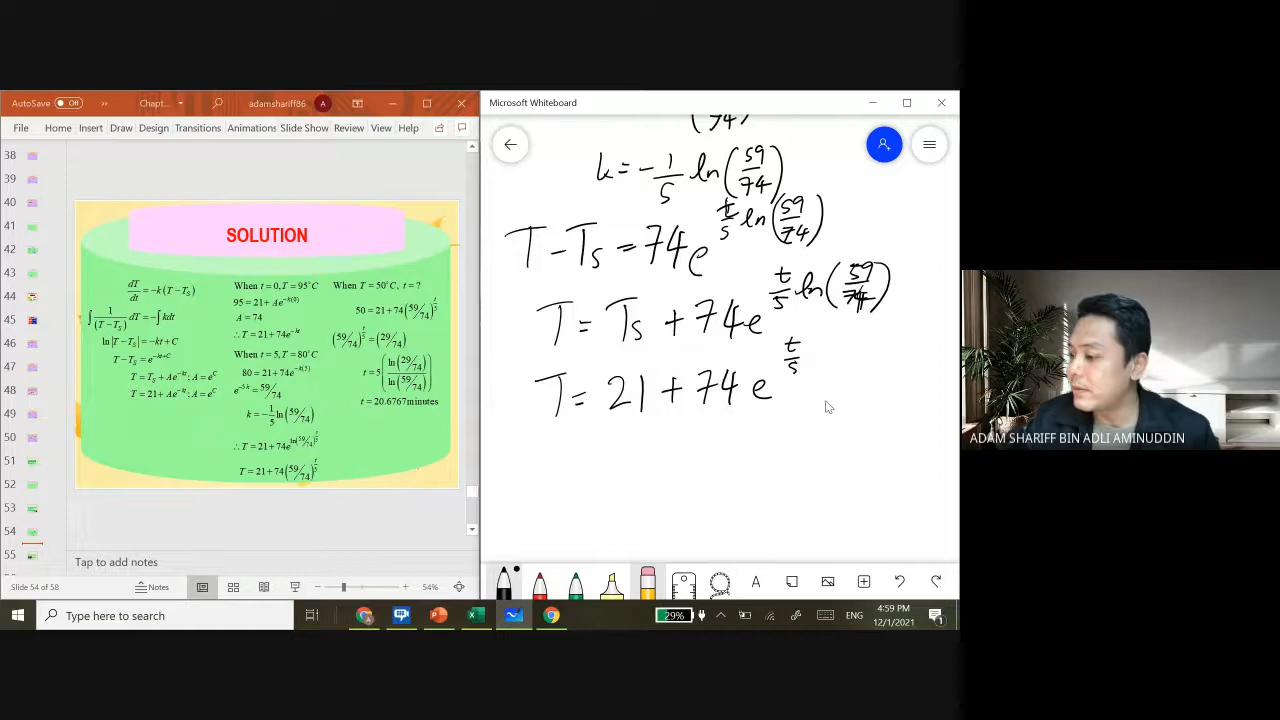 AutoSave Off
Chapt...
adamshariff86
A
Microsoft Whiteboard
File Home Insert Draw Design Transitions Animations Slide Show Review View Help
38
39
40
41
42
43
44
45
46
47
48
49
50
51
52
53
54
55
SOLUTION
dT/dt = -k(T-T_S)
∫ 1/(T-T_S) dT = -∫ kdt
ln|T-T_S| = -kt + C
T-T_S = e^{-kt+C}
T = T_S + Ae^{-kt}; A = e^C
T = 21 + Ae^{-kt}; A = e^C
When t = 0, T = 95°C
95 = 21 + Ae^{-k(0)}
A = 74
∴ T = 21 + 74e^{-kt}
When t = 5, T = 80°C
80 = 21 + 74e^{-k(5)}
e^{-5k} = 59/74
k = -1/5 ln(59/74)
∴ T = 21 + 74e^{ln(59/74)^{t/5}}
T = 21 + 74(59/74)^{t/5}
When T = 50°C, t = ?
50 = 21 + 74(59/74)^{t/5}
(59/74)^{t/5} = (29/74)
t = 5(ln(29/74)/ln(59/74))
t = 20.6767 minutes
k = -1/5 ln(59/74)
T - Ts = 74e^{t/5 ln(59/74)}
T = Ts + 74e^{t/5 ln(59/74)}
T = 21 + 74 e^{t/5}
ADAM SHARIFF BIN ADLI AMINUDDIN
Tap to add notes
Slide 54 of 58
Notes
54%
A
Type here to search
29%
ENG
4:59 PM
12/1/2021
1